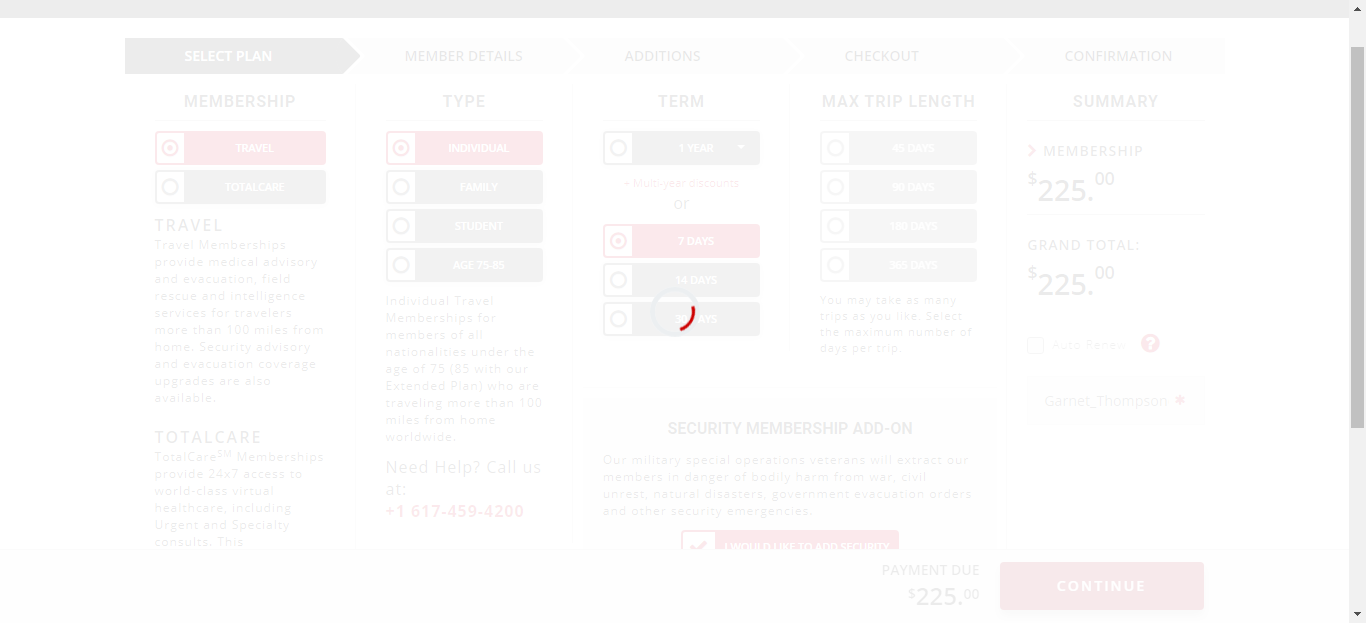 SELECT PLAN
MEMBER DETAILS
ADDITIONS
CHECKOUT
CONFIRMATION
MEMBERSHIP
TRAVEL
TOTALCARE
TRAVEL
Travel Memberships
provide medical advisory
and evacuation, field
rescue and intelligence
services for travelers
more than 100 miles from
home. Security advisory
and evacuation coverage
upgrades are also
available.
TOTALCARE
TotalCareSM Memberships
provide 24x7 access to
world-class virtual
healthcare, including
Urgent and Specialty
consults. This
TYPE
INDIVIDUAL
FAMILY
STUDENT
AGE 75-85
Individual Travel
Memberships for
members of all
nationalities under the
age of 75 (85 with our
Extended Plan) who are
traveling more than 100
miles from home
worldwide.
Need Help? Call us
at:
+1 617-459-4200
TERM
1 YEAR
~ Multi-year discounts
or
7 DAYS
14 DAYS
30 DAYS
MAX TRIP LENGTH
45 DAYS
90 DAYS
180 DAYS
365 DAYS
You may take as many
trips as you like. Select
the maximum number of
days per trip.
SECURITY MEMBERSHIP ADD-ON
Our military special operations veterans will extract our
members in danger of bodily harm from war, civil
unrest, natural disasters, government evacuation orders
and other security emergencies.
I WOULD LIKE TO ADD SECURITY
SUMMARY
MEMBERSHIP
$225.00
GRAND TOTAL:
$225.00
Auto Renew ?
Garnet_Thompson *
PAYMENT DUE
$225.00
CONTINUE